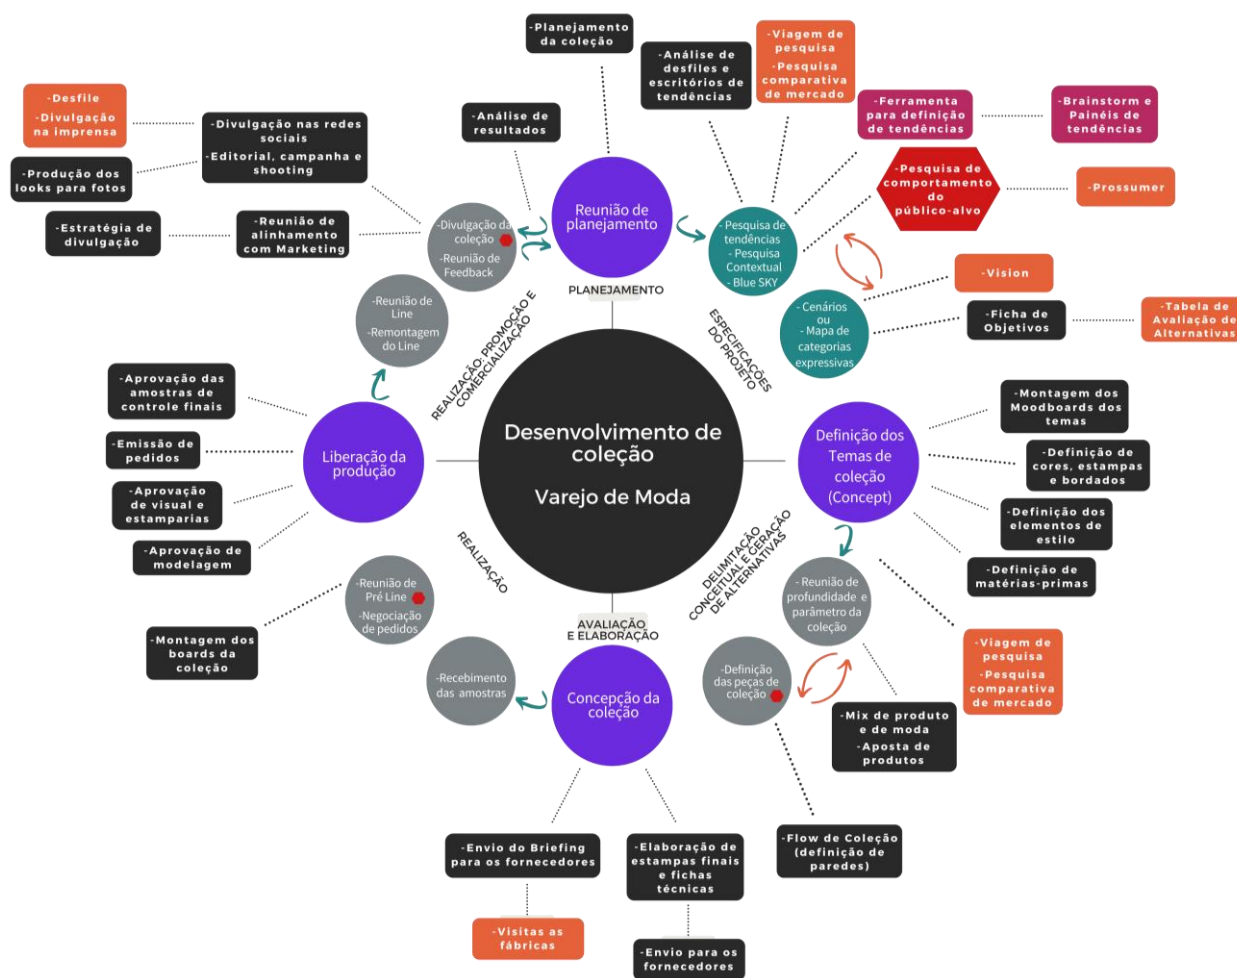 -Planejamento
da coleção
-Análise de
desfiles e
escritórios de
tendências
-Viagem de
pesquisa
-Pesquisa
comparativa
de mercado
-Ferramenta
para definição
de tendências
-Brainstorm e
Painéis de
tendências
-Desfile
-Divulgação
na imprensa
-Divulgação nas redes
sociais
-Editorial, campanha e
shooting
-Análise de
resultados
-Produção dos
looks para fotos
-Estratégia de
divulgação
-Reunião de
alinhamento
com Marketing
-Divulgação da
coleção
-Reunião de
Feedback
Reunião de
planejamento
-Pesquisa de
tendências
- Pesquisa
Contextual
- Blue SKY
-Pesquisa de
comportamento
do
público-alvo
-Prossumer
-Vision
-Ficha de
Objetivos
-Tabela de
Avaliação de
Alternativas
- Cenários
ou
- Mapa de
categorias
expressivas
-Reunião de
Line
-Remontagem
do Line
PLANEJAMENTO
REALIZAÇÃO: PROMOÇÃO E
COMERCIALIZAÇÃO
ESPECIFICAÇÕES
DO PROJETO
Desenvolvimento de
coleção
Varejo de Moda
-Aprovação das
amostras de
controle finais
-Emissão de
pedidos
-Aprovação
de visual e
estamparias
-Aprovação de
modelagem
Liberação da
produção
Definição dos
Temas de
coleção
(Concept)
-Montagem dos
Moodboards dos
temas
-Definição de
cores, estampas
e bordados
-Definição dos
elementos de
estilo
-Definição de
matérias-primas
REALIZAÇÃO
DELIMITAÇÃO
CONCEITUAL E GERAÇÃO
DE ALTERNATIVAS
-Reunião de
Pré Line
-Negociação
de pedidos
- Reunião de
profundidade e
parâmetro da
coleção
-Montagem dos
boards da
coleção
AVALIAÇÃO
E ELABORAÇÃO
-Recebimento
das amostras
Concepção da
coleção
-Definição
das peças de
coleção
-Viagem de
pesquisa
-Pesquisa
comparativa
de mercado
-Mix de produto
e de moda
-Aposta de
produtos
-Envio do Briefing
para os fornecedores
-Elaboração de
estampas finais
e fichas
técnicas
-Flow de Coleção
(definição de
paredes)
-Visitas as
fábricas
-Envio para os
fornecedores